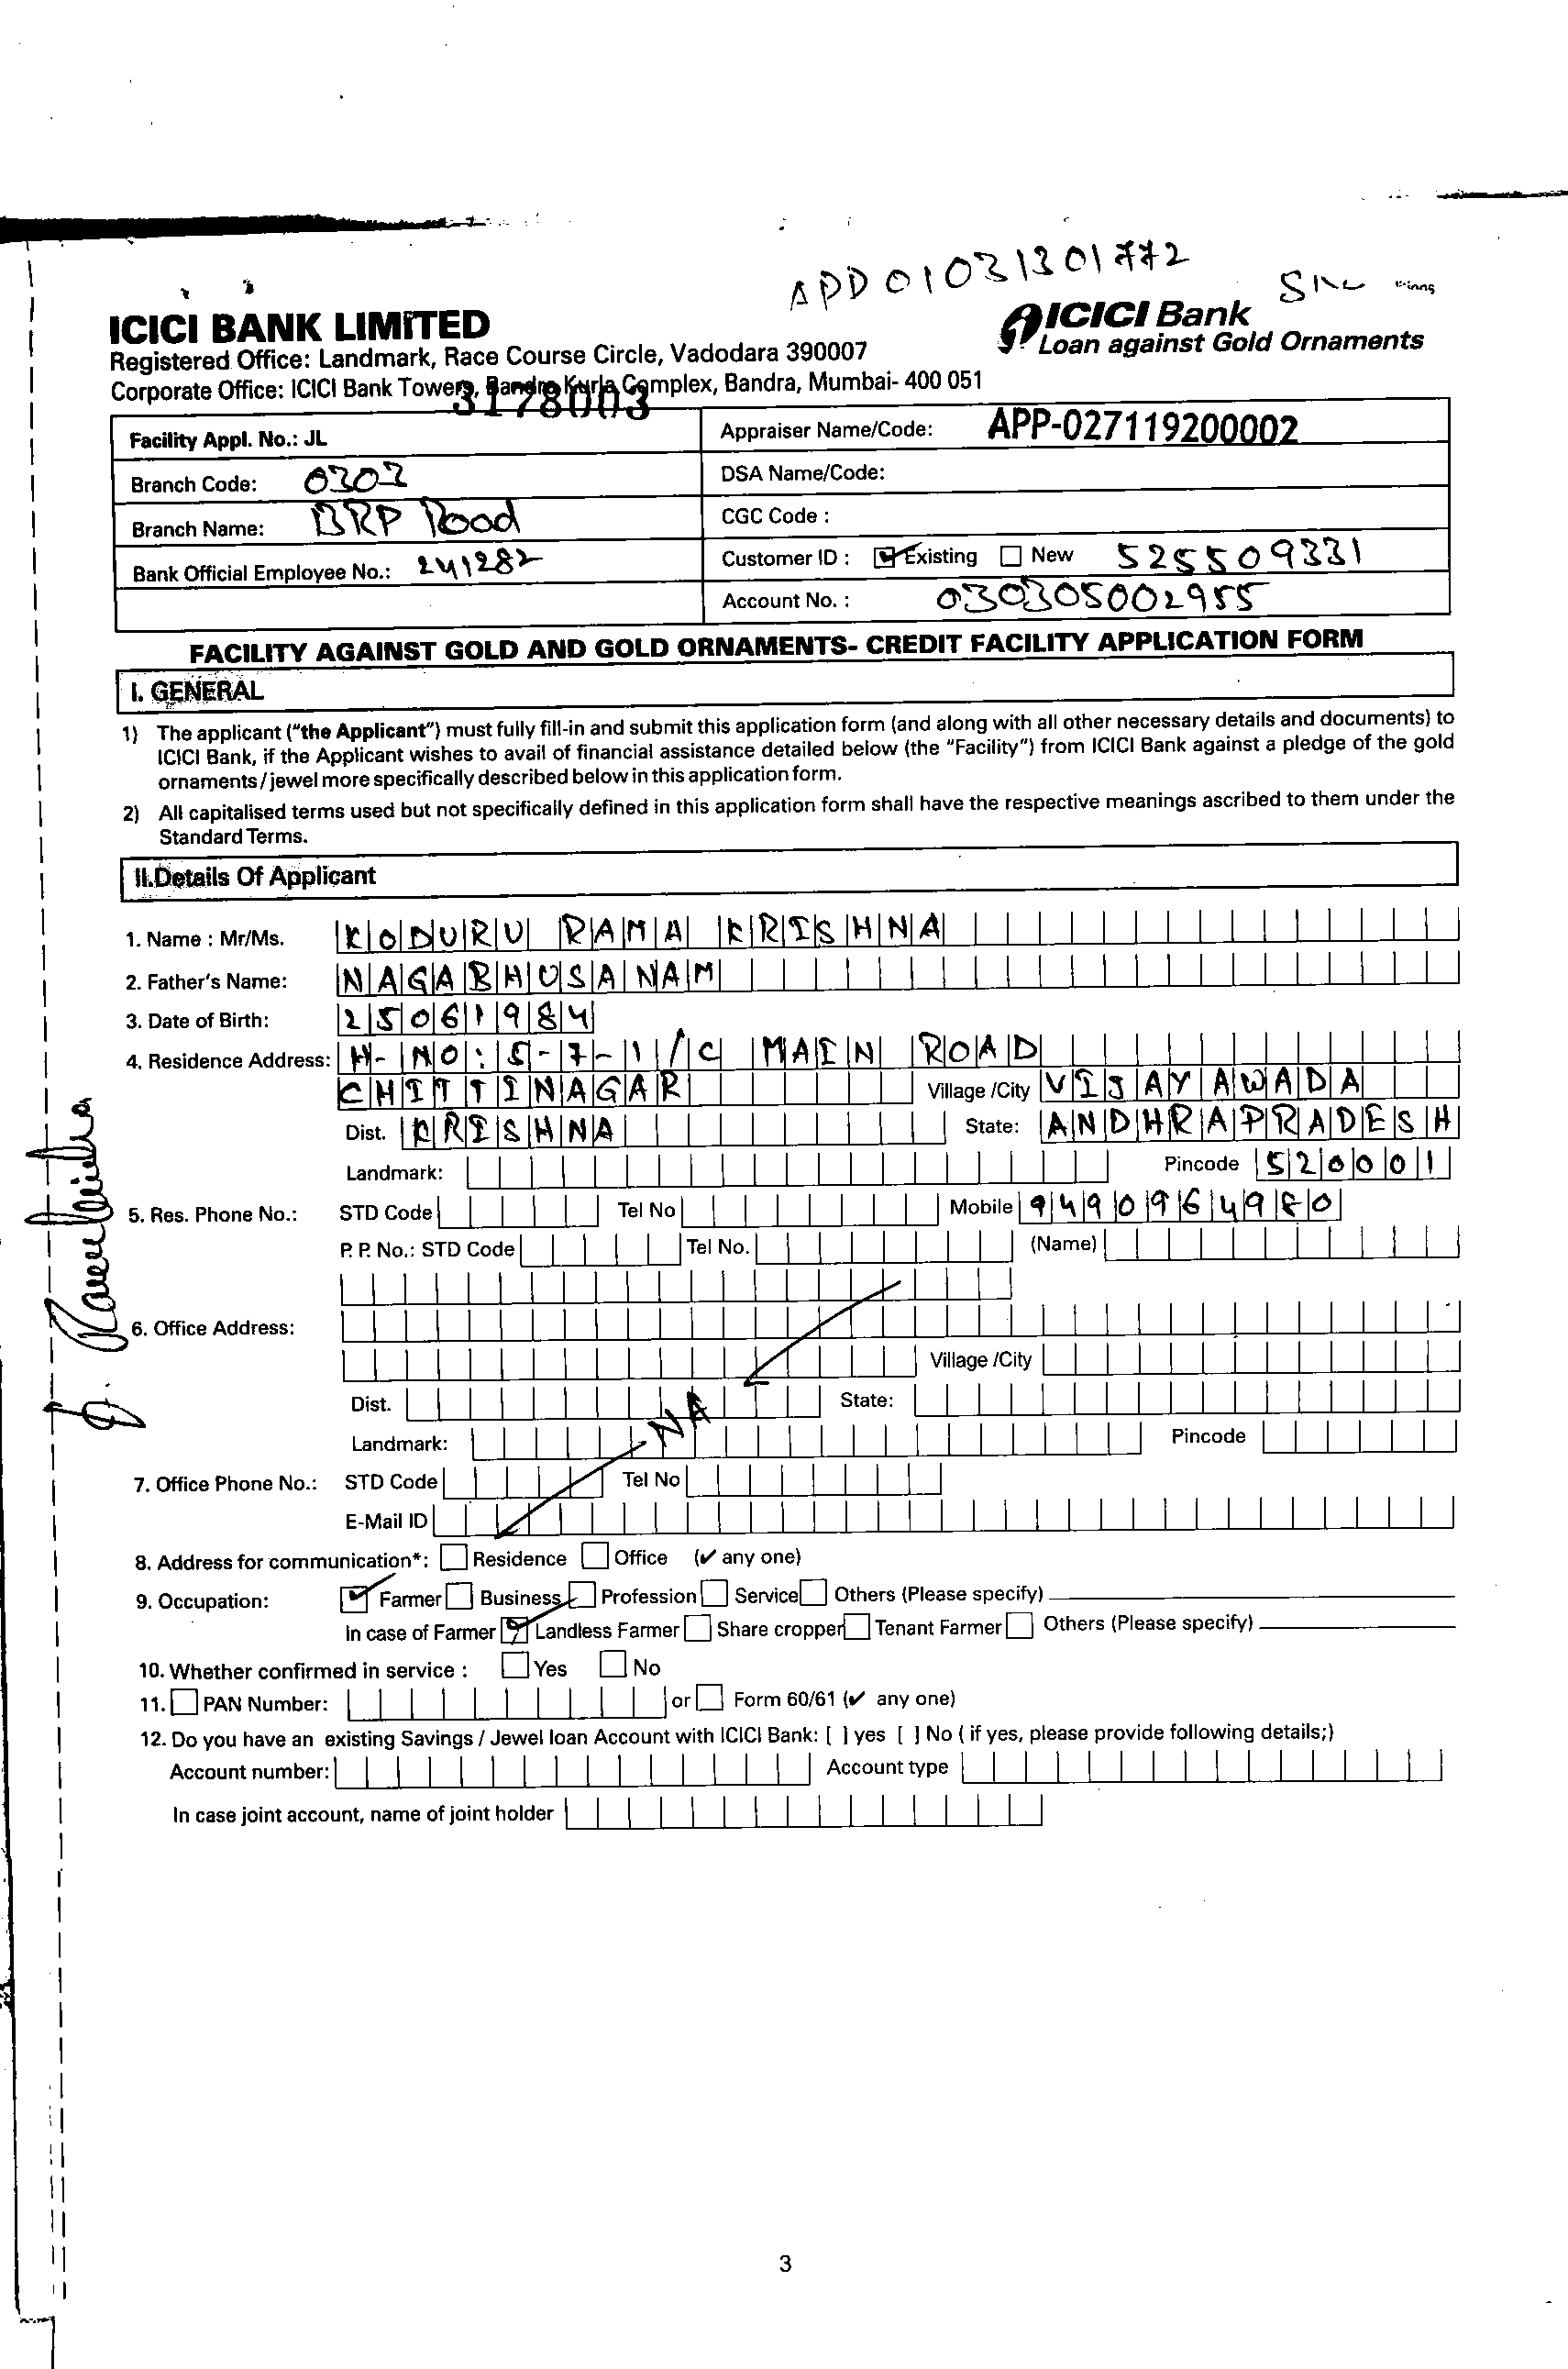 APD 01031301772
ICICI BANK LIMITED
ICICI Bank
Registered Office: Landmark, Race Course Circle, Vadodara 390007
Loan against Gold Ornaments
Corporate Office: ICICI Bank Towers, Bandra Kurla Complex, Bandra, Mumbai- 400 051
3178003
Facility Appl. No.: JL
Appraiser Name/Code: APP-027119200002
Branch Code: 0303
DSA Name/Code:
Branch Name: BRP Road
CGC Code :
Bank Official Employee No.: 241282
Customer ID : ✔ Existing ☐ New 525509331
Account No. : 030305002955
FACILITY AGAINST GOLD AND GOLD ORNAMENTS- CREDIT FACILITY APPLICATION FORM
I. GENERAL
1) The applicant ("the Applicant") must fully fill-in and submit this application form (and along with all other necessary details and documents) to
ICICI Bank, if the Applicant wishes to avail of financial assistance detailed below (the "Facility") from ICICI Bank against a pledge of the gold
ornaments/jewel more specifically described below in this application form.
2) All capitalised terms used but not specifically defined in this application form shall have the respective meanings ascribed to them under the
Standard Terms.
II.Details Of Applicant
1. Name : Mr/Ms. KODURU RAMA KRISHNA
2. Father's Name: NAGABHUSANAM
3. Date of Birth: 25061984
4. Residence Address: H-NO:5-7-1/C MAIN ROAD
CHITTINAGAR Village /City VIJAYAWADA
Dist. KRISHNA State: ANDHRAPRADESH
Landmark: Pincode 520001
5. Res. Phone No.: STD Code Tel No Mobile 9490964980
P. P. No.: STD Code Tel No. (Name)
6. Office Address:
Village /City
Dist. State:
NA
Landmark: Pincode
7. Office Phone No.: STD Code Tel No
E-Mail ID
8. Address for communication*: ☐ Residence ☐ Office (✔ any one)
9. Occupation: ✔ Farmer ☐ Business ☐ Profession ☐ Service ☐ Others (Please specify)
In case of Farmer ✔ Landless Farmer ☐ Share cropper ☐ Tenant Farmer ☐ Others (Please specify)
10. Whether confirmed in service : ☐ Yes ☐ No
11. ☐ PAN Number: or ☐ Form 60/61 (✔ any one)
12. Do you have an existing Savings / Jewel loan Account with ICICI Bank: [ ] yes [ ] No ( if yes, please provide following details;)
Account number: Account type
In case joint account, name of joint holder
3